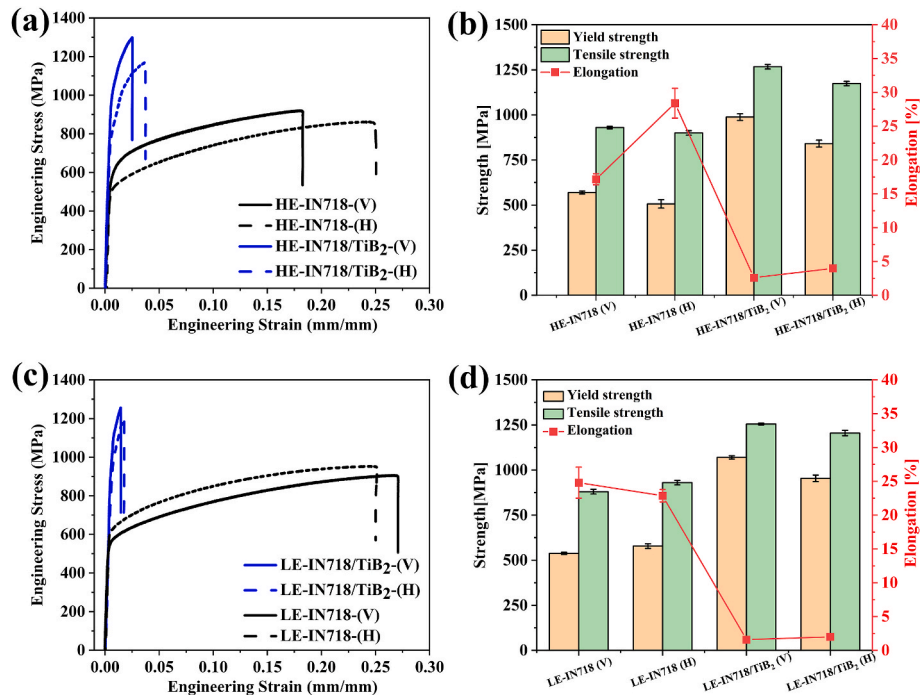 (a)
1400
1200
1000
800
600
400
200
0
Engineering Stress (MPa)
HE-IN718-(V)
HE-IN718-(H)
HE-IN718/TiB2-(V)
HE-IN718/TiB2-(H)
0.00 0.05 0.10 0.15 0.20 0.25 0.30
Engineering Strain (mm/mm)
(b)
1500
1250
1000
750
500
250
0
Strength [MPa]
Yield strength
Tensile strength
Elongation
40
35
30
25
20
15
10
5
0
Elongation [%]
HE-IN718 (V)
HE-IN718 (H)
HE-IN718/TiB2 (V)
HE-IN718/TiB2 (H)
(c)
1400
1200
1000
800
600
400
200
0
Engineering Stress (MPa)
LE-IN718/TiB2-(V)
LE-IN718/TiB2-(H)
LE-IN718-(V)
LE-IN718-(H)
0.00 0.05 0.10 0.15 0.20 0.25 0.30
Engineering Strain (mm/mm)
(d)
1500
1250
1000
750
500
250
0
Strength[MPa]
Yield strength
Tensile strength
Elongation
40
35
30
25
20
15
10
5
0
Elongation [%]
LE-IN718 (V)
LE-IN718 (H)
LE-IN718/TiB2 (V)
LE-IN718/TiB2 (H)